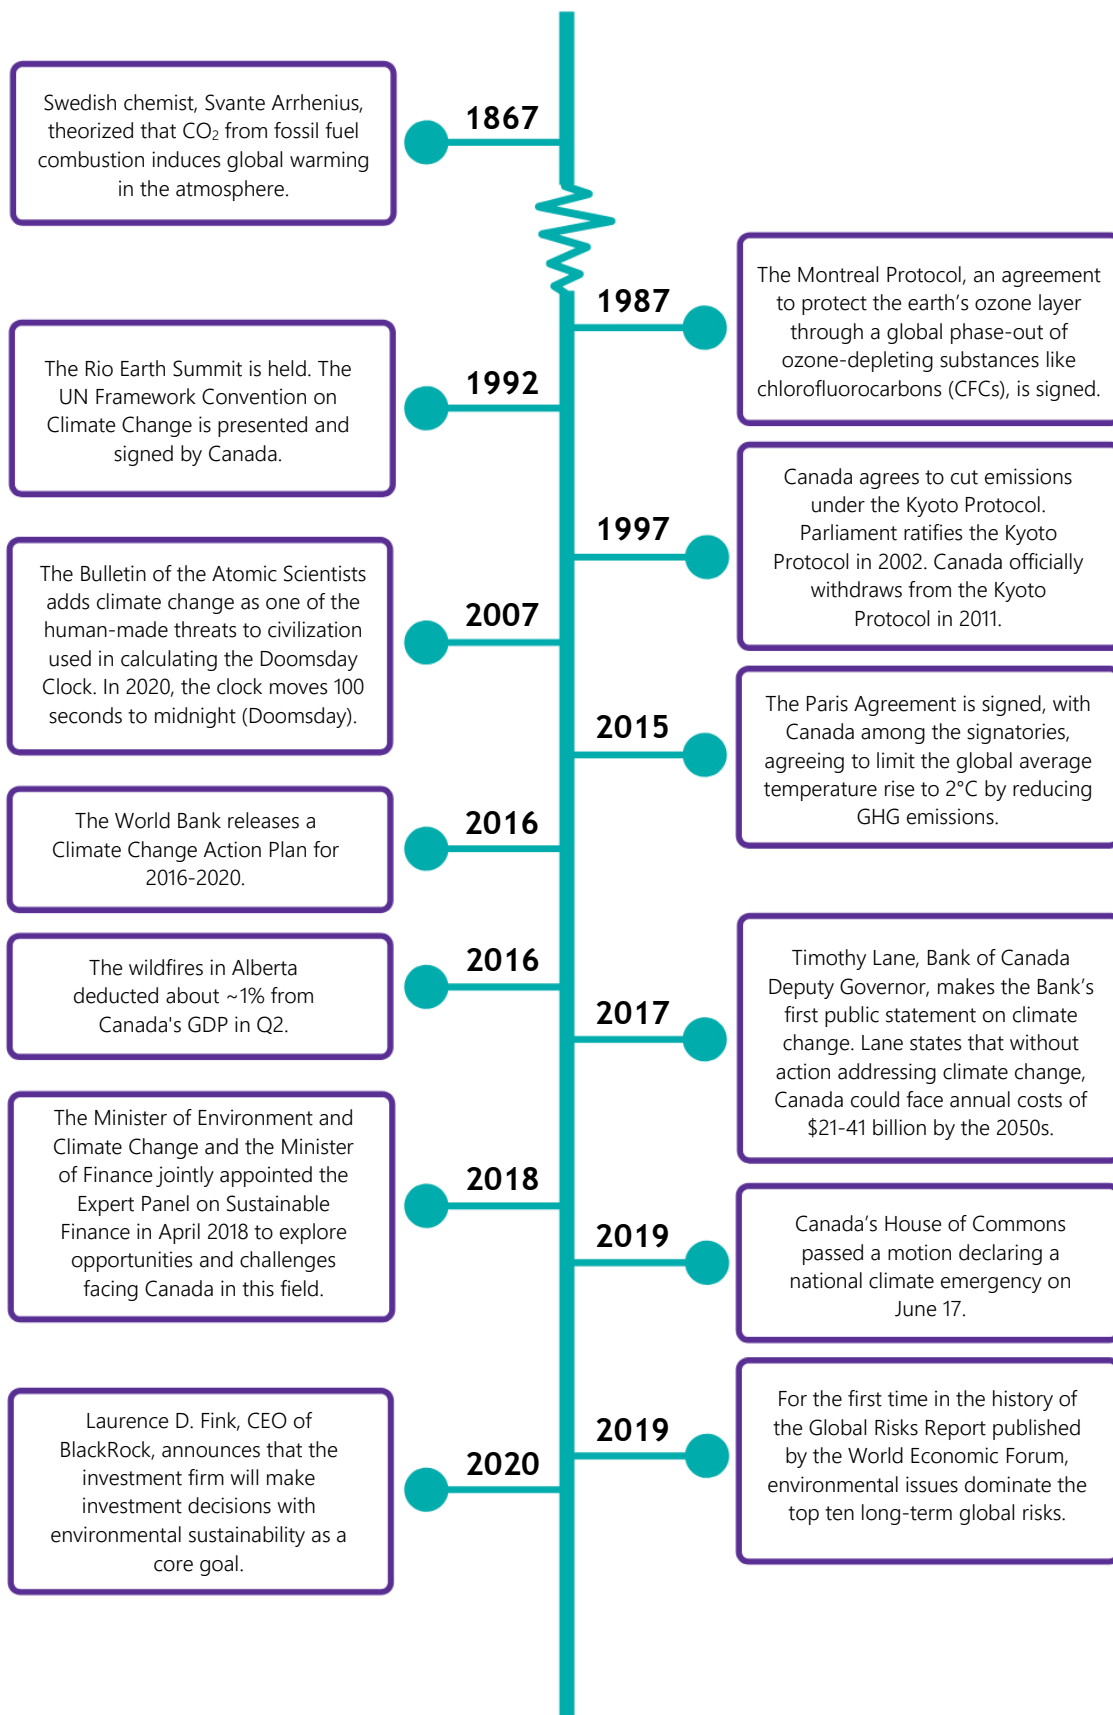 1867
Swedish chemist, Svante Arrhenius,
theorized that CO₂ from fossil fuel
combustion induces global warming
in the atmosphere.
1987
The Montreal Protocol, an agreement
to protect the earth's ozone layer
through a global phase-out of
ozone-depleting substances like
chlorofluorocarbons (CFCs), is signed.
1992
The Rio Earth Summit is held. The
UN Framework Convention on
Climate Change is presented and
signed by Canada.
1997
Canada agrees to cut emissions
under the Kyoto Protocol.
Parliament ratifies the Kyoto
Protocol in 2002. Canada officially
withdraws from the Kyoto
Protocol in 2011.
2007
The Bulletin of the Atomic Scientists
adds climate change as one of the
human-made threats to civilization
used in calculating the Doomsday
Clock. In 2020, the clock moves 100
seconds to midnight (Doomsday).
2015
The Paris Agreement is signed, with
Canada among the signatories,
agreeing to limit the global average
temperature rise to 2°C by reducing
GHG emissions.
2016
The World Bank releases a
Climate Change Action Plan for
2016-2020.
2016
The wildfires in Alberta
deducted about ~1% from
Canada's GDP in Q2.
2017
Timothy Lane, Bank of Canada
Deputy Governor, makes the Bank's
first public statement on climate
change. Lane states that without
action addressing climate change,
Canada could face annual costs of
$21-41 billion by the 2050s.
2018
The Minister of Environment and
Climate Change and the Minister
of Finance jointly appointed the
Expert Panel on Sustainable
Finance in April 2018 to explore
opportunities and challenges
facing Canada in this field.
2019
Canada's House of Commons
passed a motion declaring a
national climate emergency on
June 17.
2019
For the first time in the history of
the Global Risks Report published
by the World Economic Forum,
environmental issues dominate the
top ten long-term global risks.
2020
Laurence D. Fink, CEO of
BlackRock, announces that the
investment firm will make
investment decisions with
environmental sustainability as a
core goal.